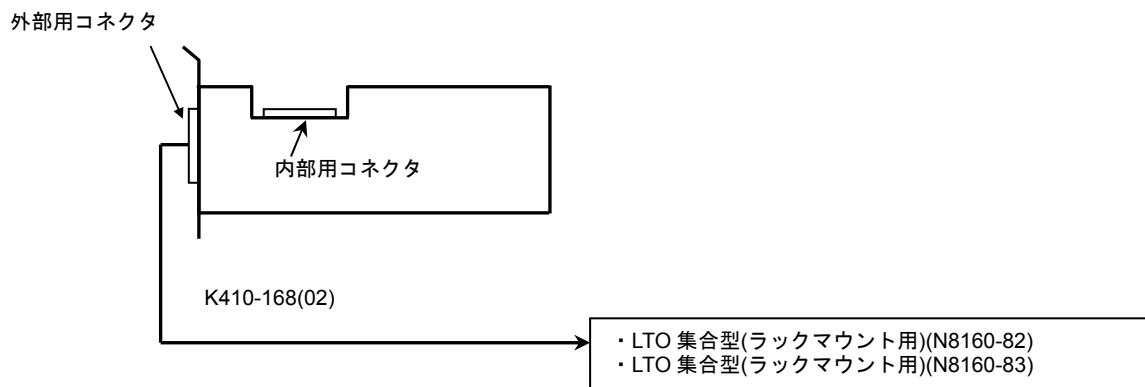 外部用コネクタ
内部用コネクタ
K410-168(02)
・LTO 集合型(ラックマウント用)(N8160-82)
・LTO 集合型(ラックマウント用)(N8160-83)